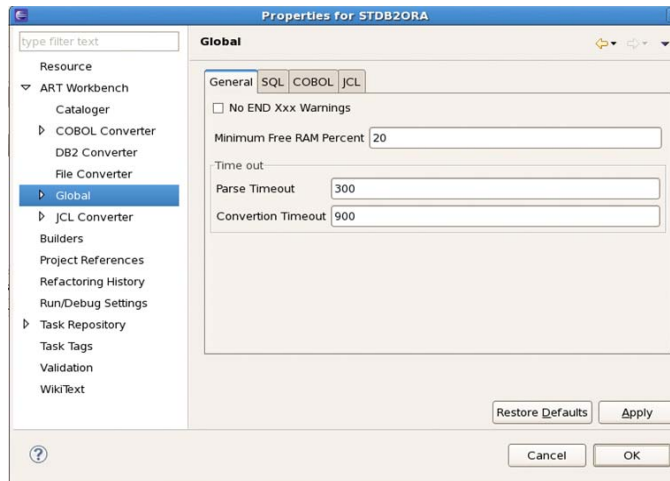 Properties for STDB2ORA
type filter text
Resource
ART Workbench
Cataloger
COBOL Converter
DB2 Converter
File Converter
Global
JCL Converter
Builders
Project References
Refactoring History
Run/Debug Settings
Task Repository
Task Tags
Validation
WikiText
Global
General SQL COBOL JCL
No END Xxx Warnings
Minimum Free RAM Percent 20
Time out
Parse Timeout 300
Convertion Timeout 900
Restore Defaults Apply
? Cancel OK